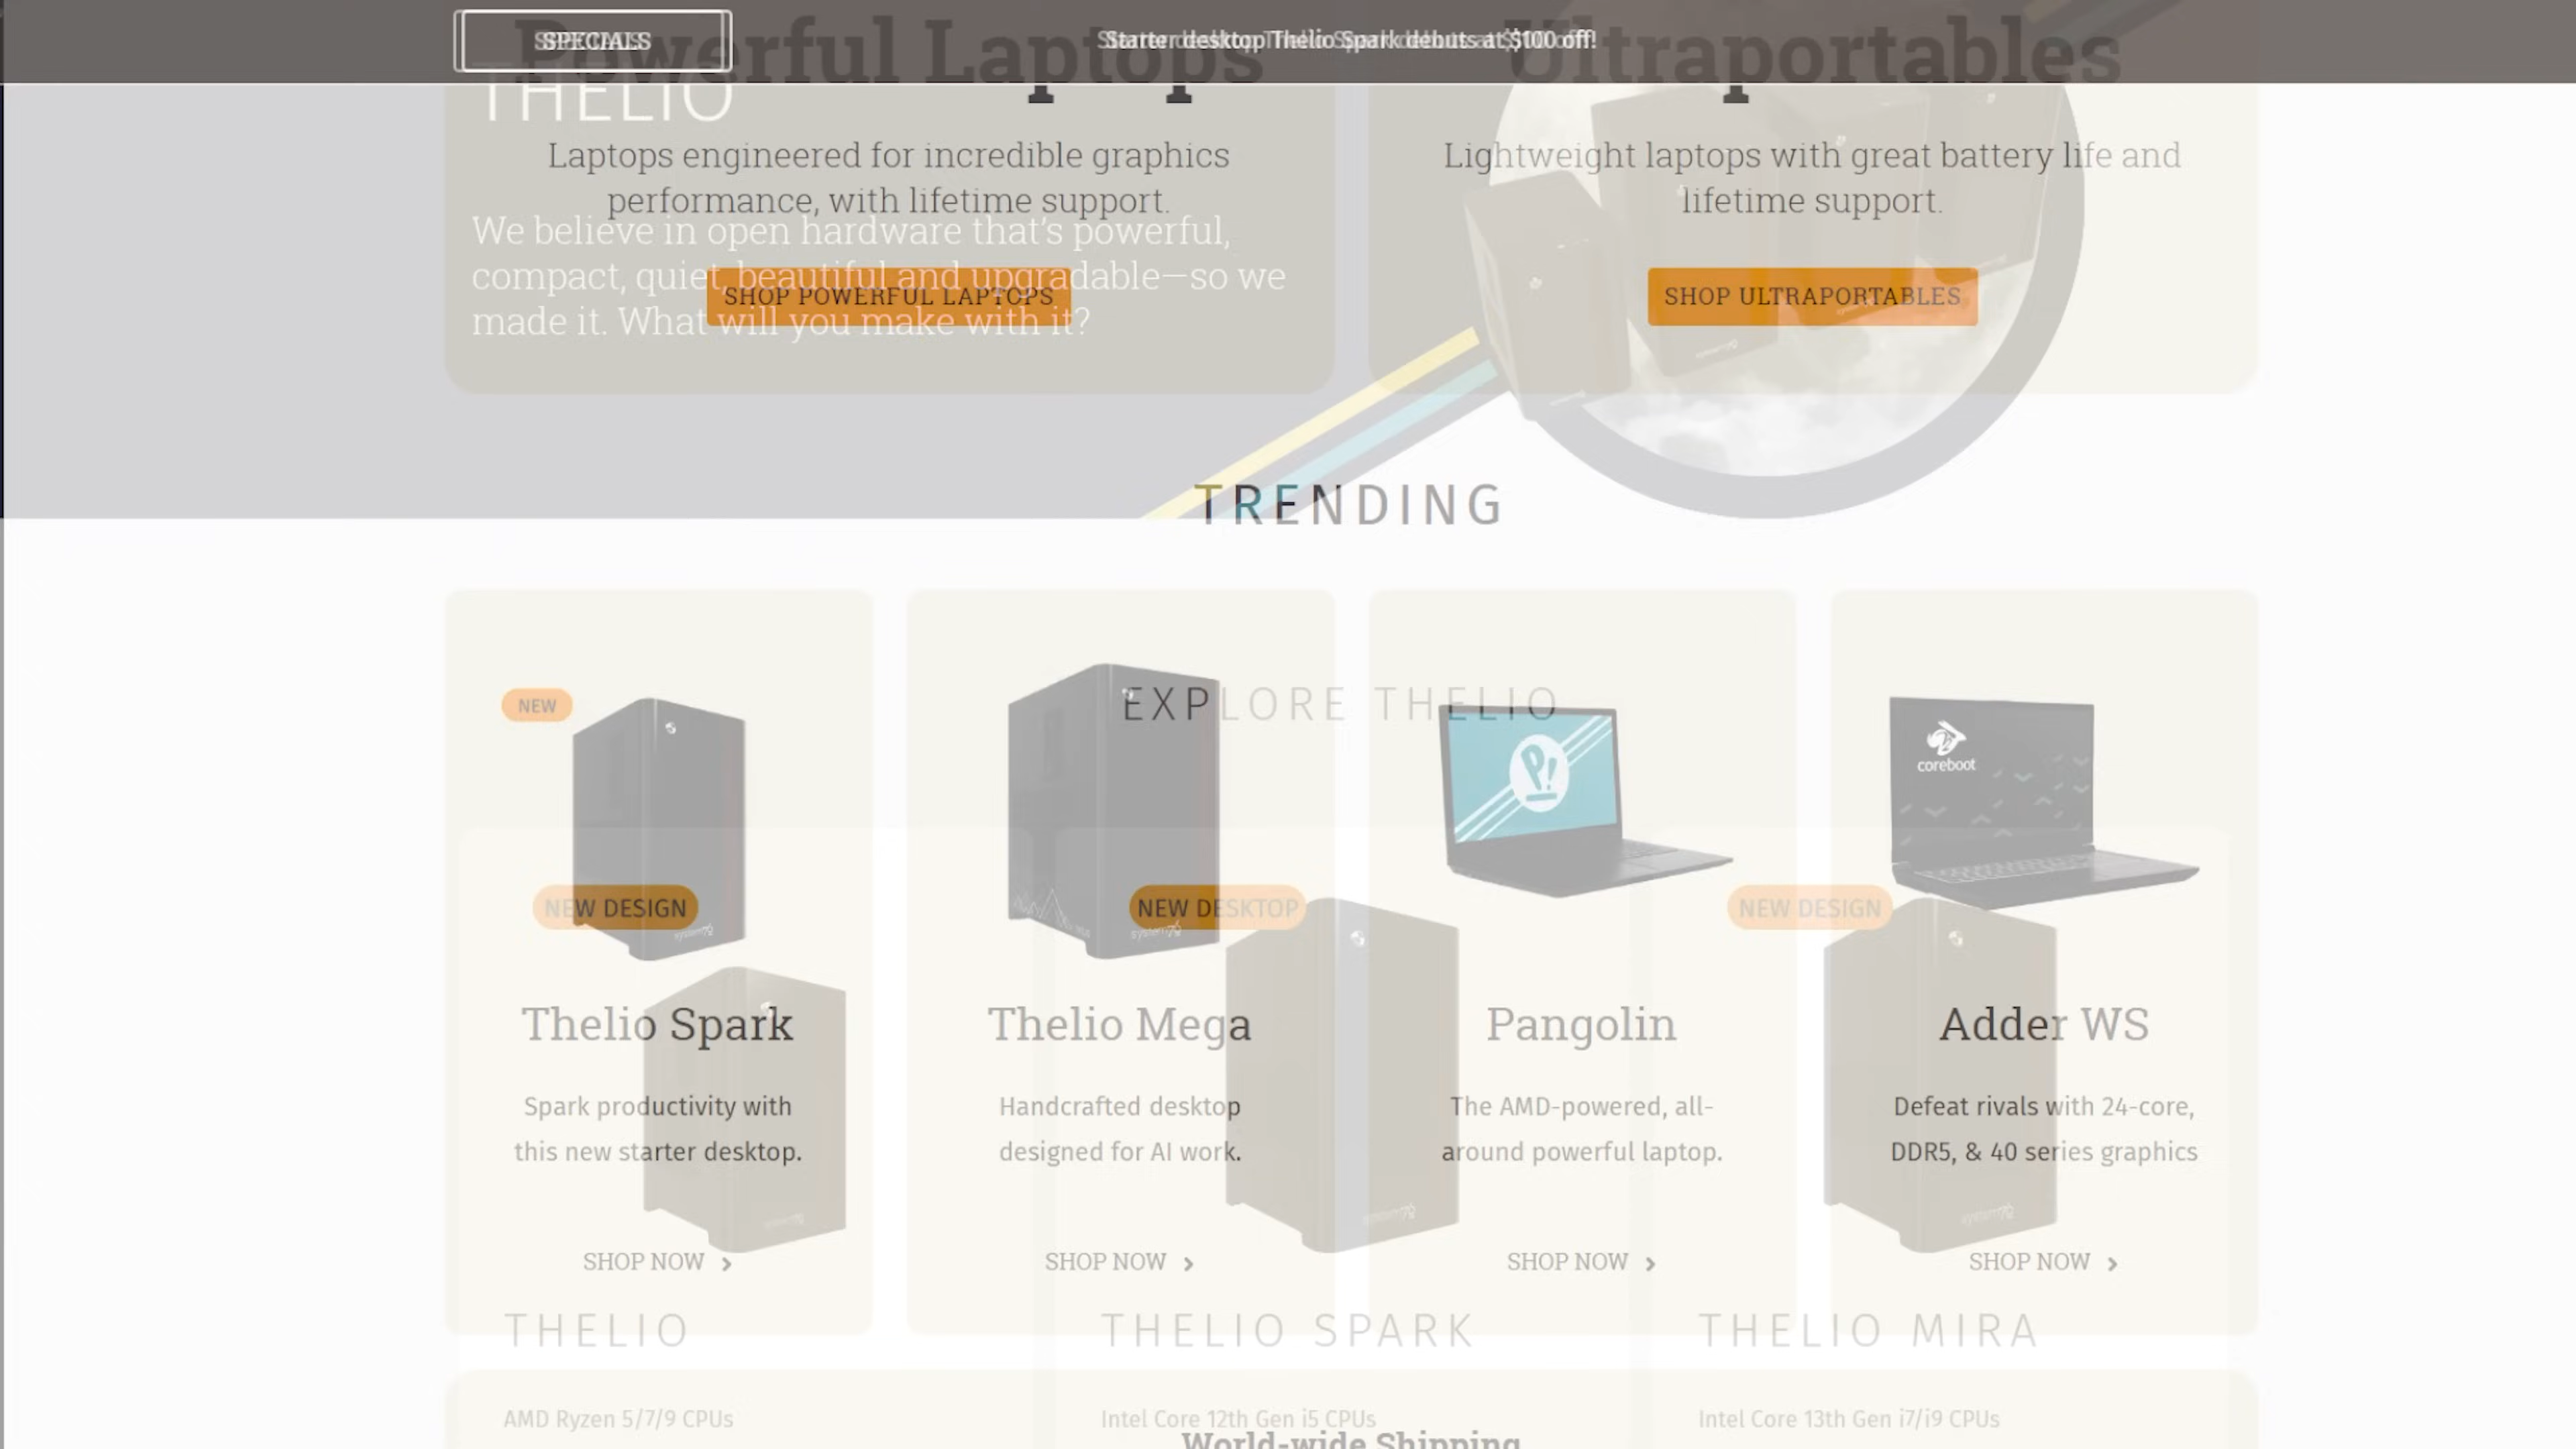 SPECIALS
Starter desktop Thelio Spark debuts at $100 off!
Powerful Laptops
Ultraportables
THELIO
Laptops engineered for incredible graphics
performance, with lifetime support.
Lightweight laptops with great battery life and
lifetime support.
We believe in open hardware that's powerful,
compact, quiet, beautiful and upgradable—so we
made it. What will you make with it?
SHOP POWERFUL LAPTOPS
SHOP ULTRAPORTABLES
TRENDING
EXPLORE THELIO
NEW
coreboot
NEW DESIGN
NEW DESKTOP
NEW DESIGN
system76
system76
Thelio Spark
Thelio Mega
Pangolin
Adder WS
Spark productivity with
this new starter desktop.
Handcrafted desktop
designed for AI work.
The AMD-powered, all-
around powerful laptop.
Defeat rivals with 24-core,
DDR5, & 40 series graphics
system76
system76
system76
SHOP NOW
SHOP NOW
SHOP NOW
SHOP NOW
THELIO
THELIO SPARK
THELIO MIRA
AMD Ryzen 5/7/9 CPUs
Intel Core 12th Gen i5 CPUs
Intel Core 13th Gen i7/i9 CPUs
World-wide Shipping